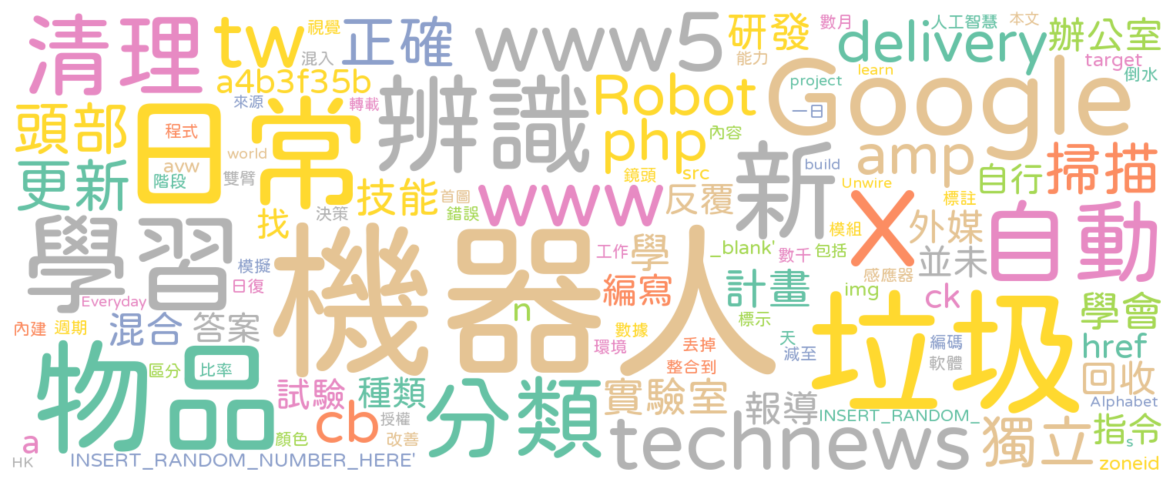 清理
tw
視覺
混入
正確
www5
研發
能力
數月
人工智慧
本文
delivery
辦公室
target
倒水
a4b3f35b
來源
轉載
辨識
Robot
php
內容
鏡頭
src
learn
project
一日
Google
頭部
日常
程式
avw
world
雙臂
階段
更新
技能
首圖
錯誤
決策
找
www
反覆
新
build
Unwire
amp
自行
標註
掃描
X
外媒
模組
包括
並未
感應器
自動
學習
模擬
日復
Everyday
機器人
n
工作
學
_blank'
數千
編寫
計畫
標示
img
ck
學會
內建
週期
混合
答案
數據
環境
丟掉
整合到
天
減至
垃圾
編碼
軟體
href
回收
Alphabet
物品
區分
比率
試驗
種類
授權
cb
顏色
改善
分類
實驗室
報導
INSERT_RANDOM_
technews
獨立
指令
s
zoneid
a
HK
INSERT_RANDOM_NUMBER_HERE'